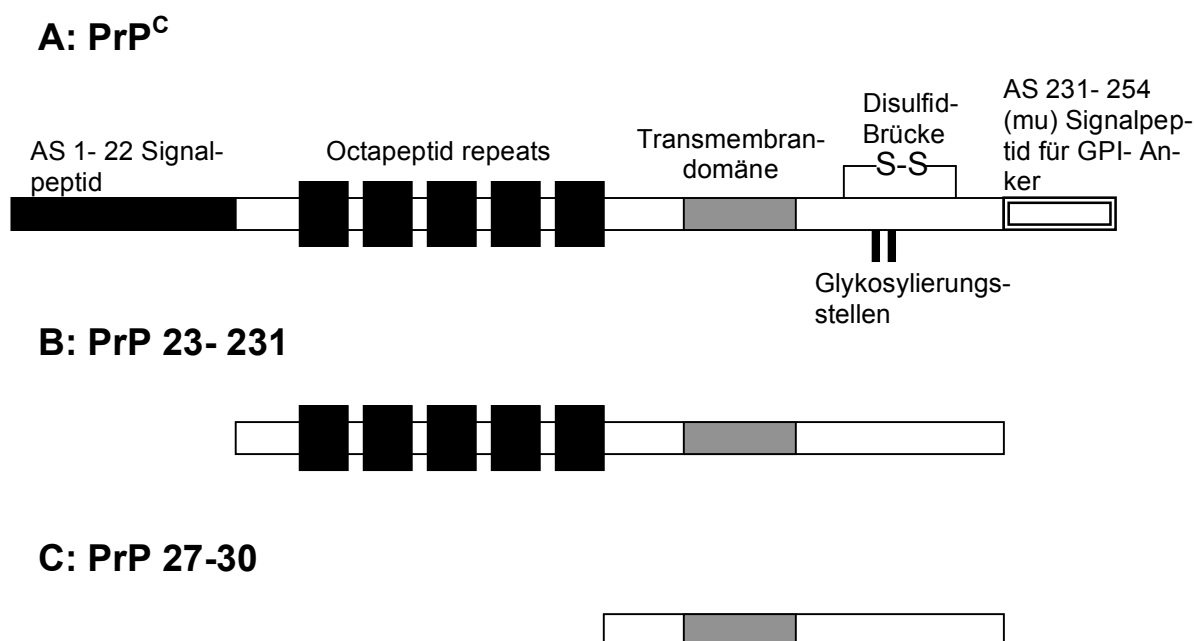 A: PrP^C
AS 1- 22 Signal-
peptid
Octapeptid repeats
Transmembran-
domäne
Disulfid-
Brücke
S-S
AS 231- 254
(mu) Signalpep-
tid für GPI- An-
ker
Glykosylierungs-
stellen
B: PrP 23- 231
C: PrP 27-30